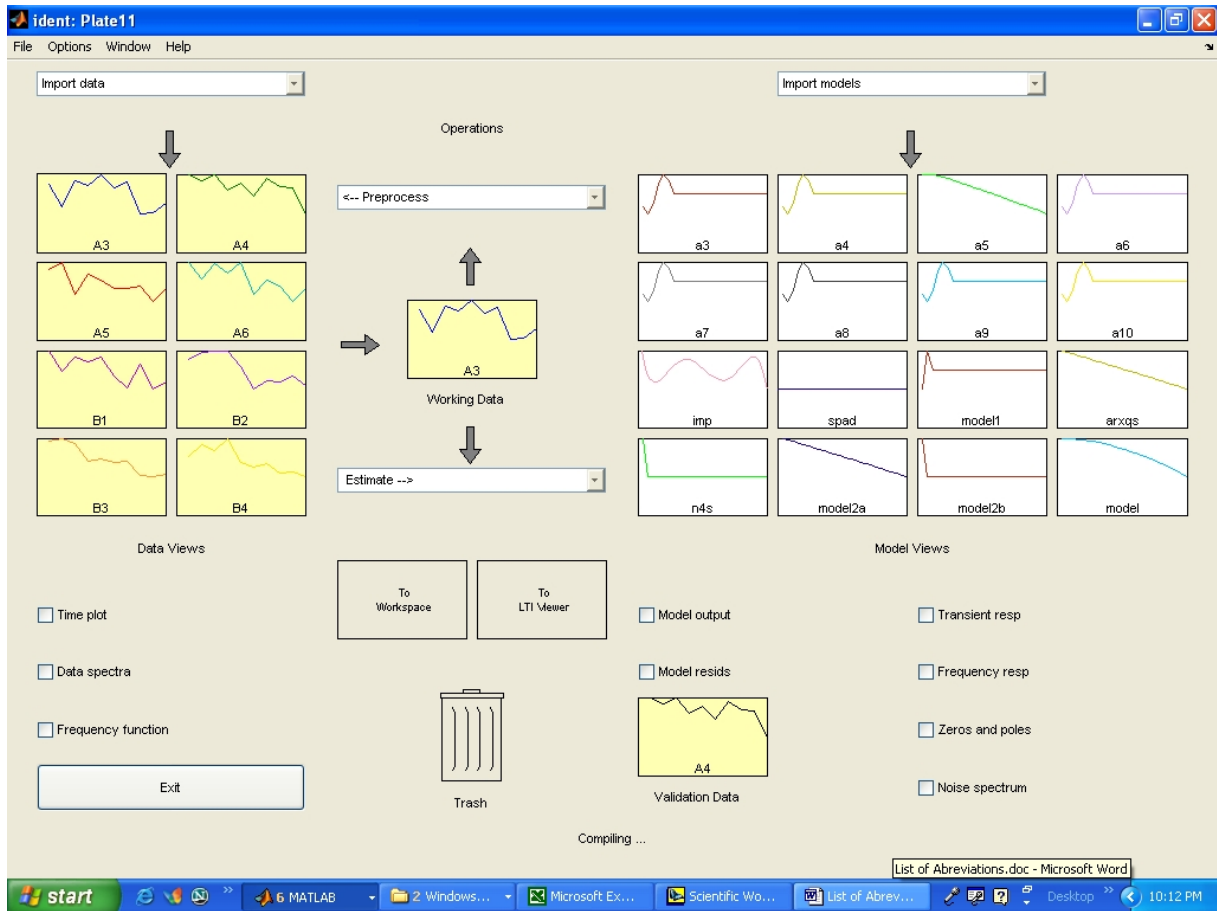 ident: Plate11
File Options Window Help
Import data
Import models
Operations
<-- Preprocess
A3 A4
a3 a4 a5 a6
A5 A6
a7 a8 a9 a10
A3
Working Data
B1 B2
imp spad model1 arxqs
Estimate -->
B3 B4
n4s model2a model2b model
Data Views
Model Views
To
Workspace
To
LTI Viewer
Time plot
Model output
Transient resp
Data spectra
Model resids
Frequency resp
Frequency function
Zeros and poles
A4
Exit
Trash
Validation Data
Noise spectrum
Compiling ...
List of Abreviations.doc - Microsoft Word
start
6 MATLAB
2 Windows...
Microsoft Ex...
Scientific Wo...
List of Abrev...
Desktop
10:12 PM